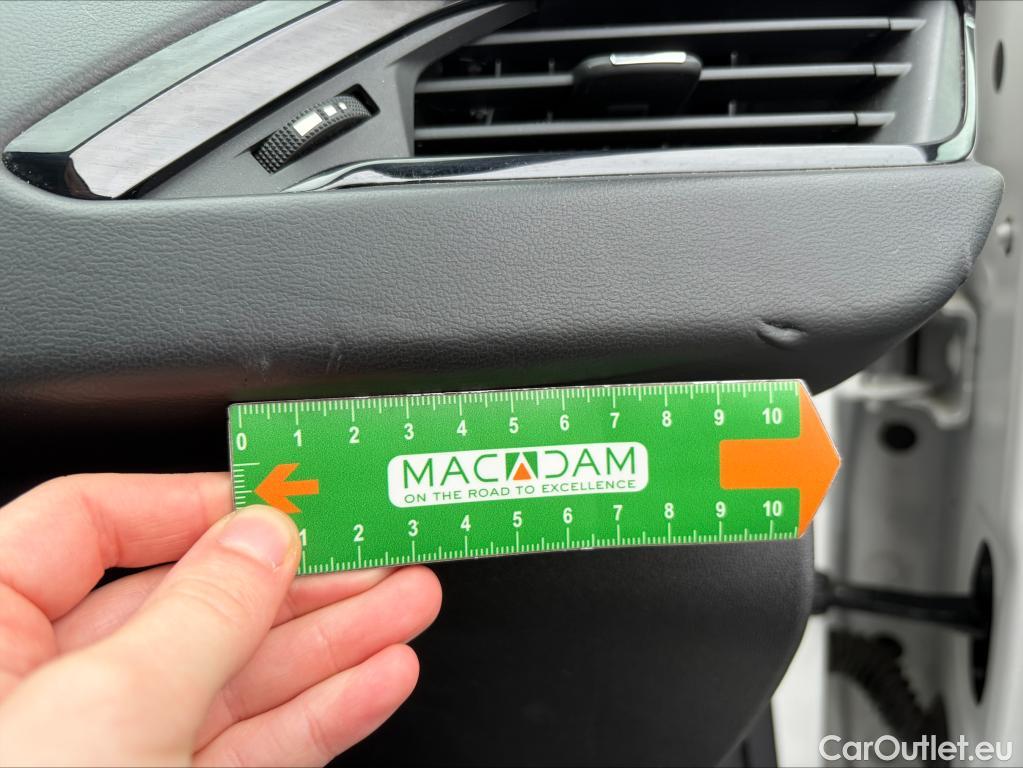 0 1 2 3 4 5 6 7 8 9 10
MACADAM
ON THE ROAD TO EXCELLENCE
1 2 3 4 5 6 7 8 9 10
CarOutlet.eu